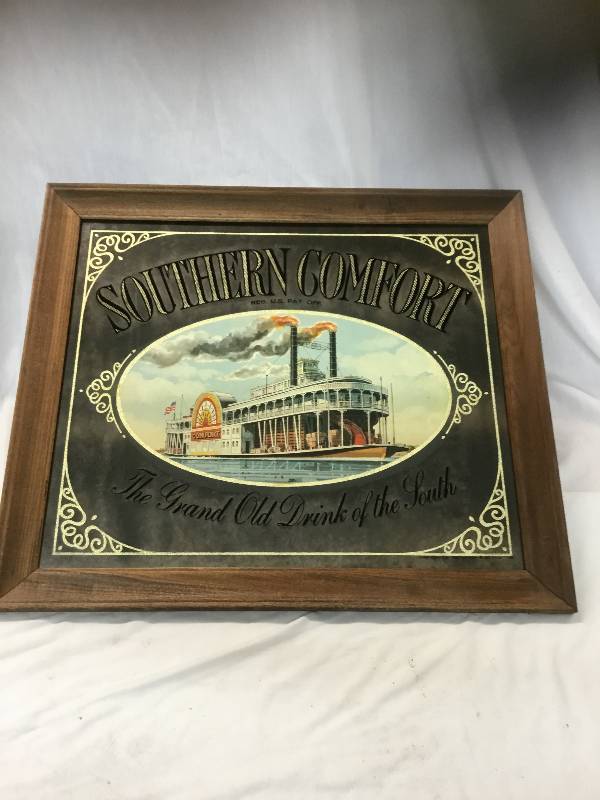 SOUTHERN COMFORT
REG. U.S. PAT. OFF.
The Grand Old Drink of the South